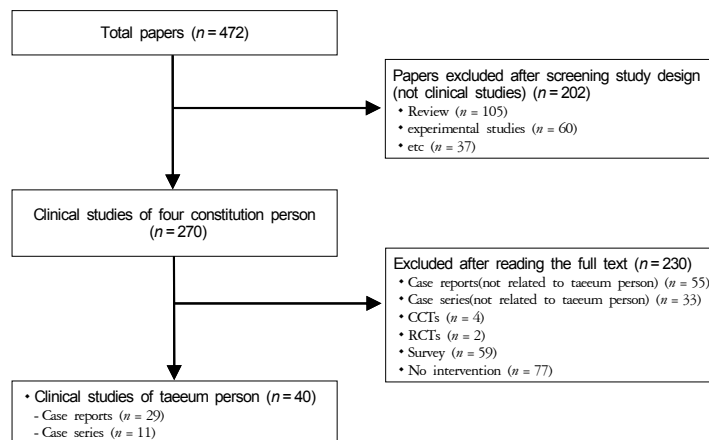 Total papers (n = 472)
Papers excluded after screening study design
(not clinical studies) (n = 202)
• Review (n = 105)
• experimental studies (n = 60)
• etc (n = 37)
Clinical studies of four constitution person
(n = 270)
Excluded after reading the full text (n = 230)
• Case reports(not related to taeeum person) (n = 55)
• Case series(not related to taeeum person) (n = 33)
• CCTs (n = 4)
• RCTs (n = 2)
• Survey (n = 59)
• No intervention (n = 77)
• Clinical studies of taeeum person (n = 40)
- Case reports (n = 29)
- Case series (n = 11)